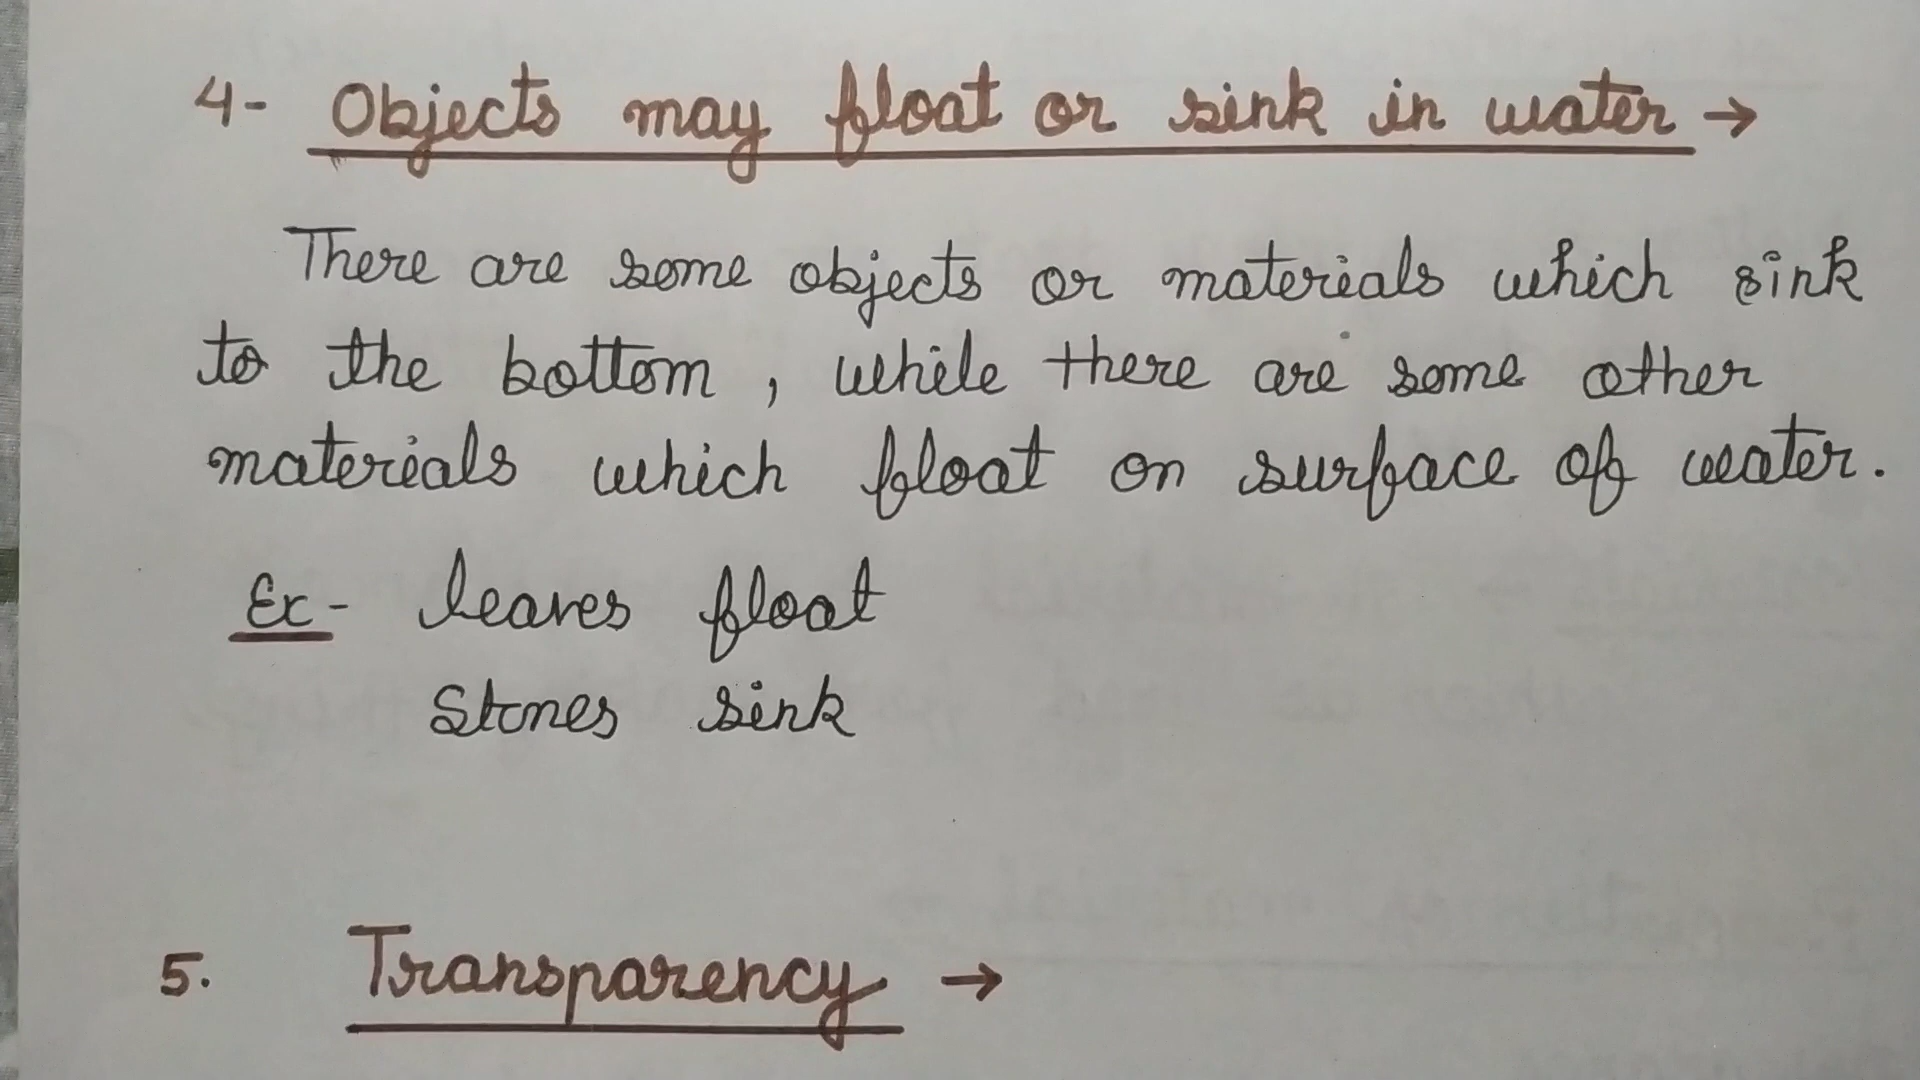 4- Objects may float or sink in water →
There are some objects or materials which sink
to the bottom , while there are some other
materials which float on surface of water.
Ex- leaves float
Stones sink
5. Transparency →